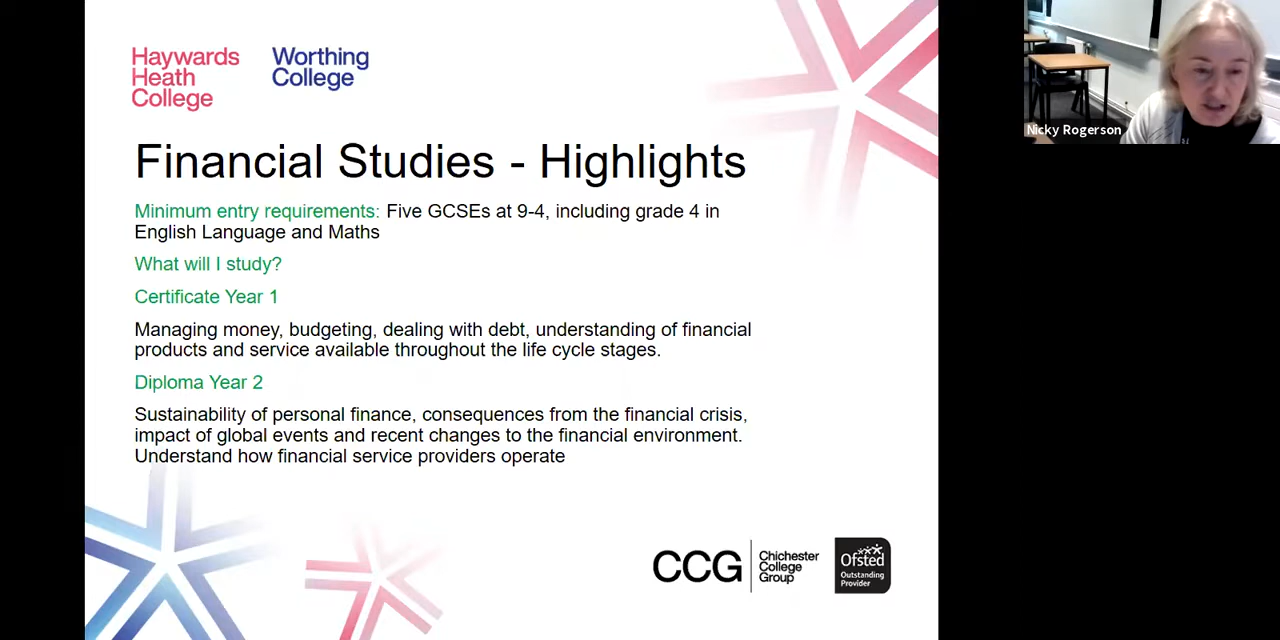 Haywards
Heath
College
Worthing
College
Financial Studies - Highlights
Minimum entry requirements: Five GCSEs at 9-4, including grade 4 in
English Language and Maths
What will I study?
Certificate Year 1
Managing money, budgeting, dealing with debt, understanding of financial
products and service available throughout the life cycle stages.
Diploma Year 2
Sustainability of personal finance, consequences from the financial crisis,
impact of global events and recent changes to the financial environment.
Understand how financial service providers operate
CCG
Chichester
College
Group
Ofsted
Outstanding
Provider
Nicky Rogerson